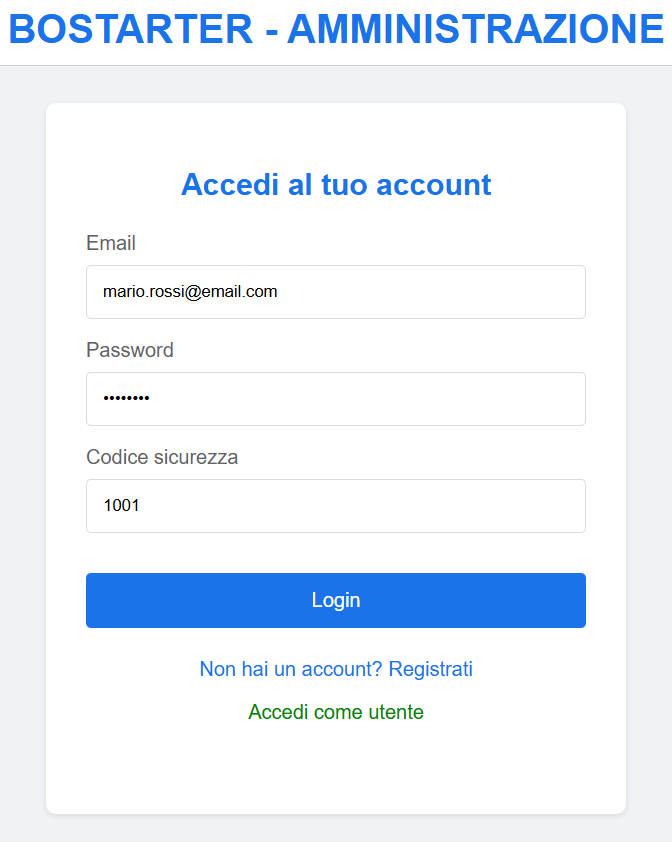 BOSTARTER - AMMINISTRAZIONE
Accedi al tuo account
Email
mario.rossi@email.com
Password
••••••••
Codice sicurezza
1001
Login
Non hai un account? Registrati
Accedi come utente